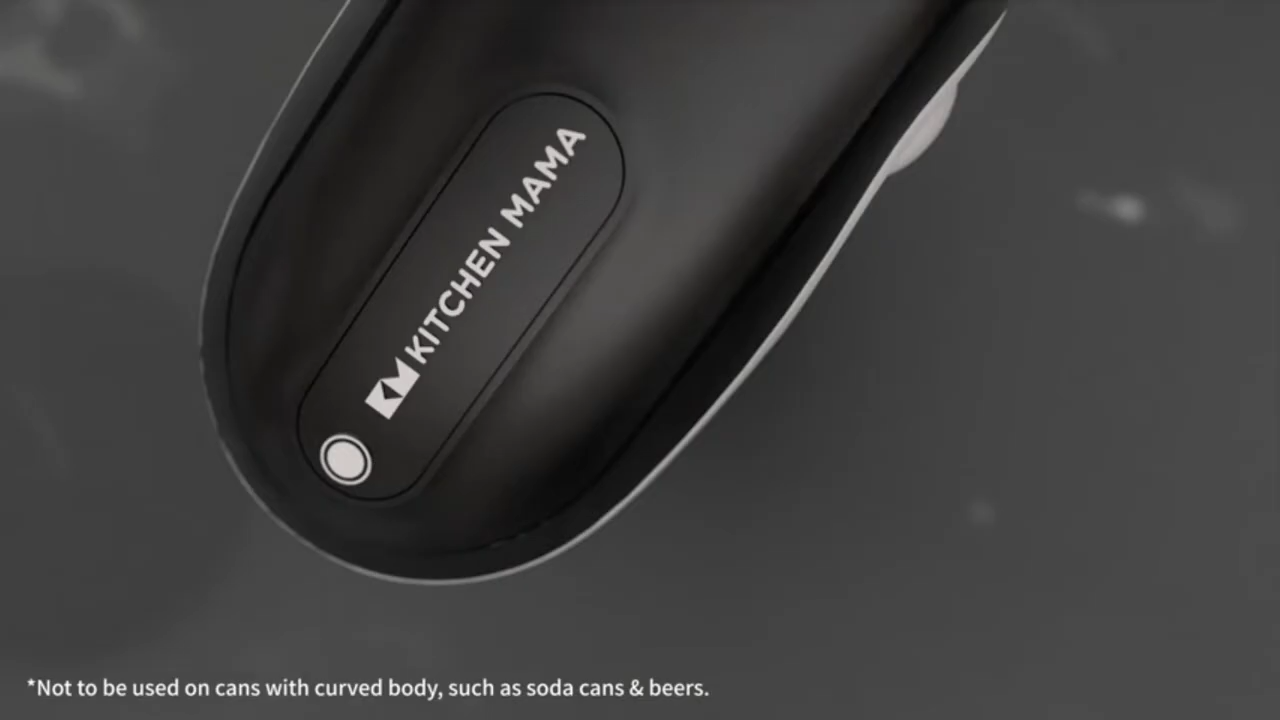 KITCHEN MAMA
*Not to be used on cans with curved body, such as soda cans & beers.